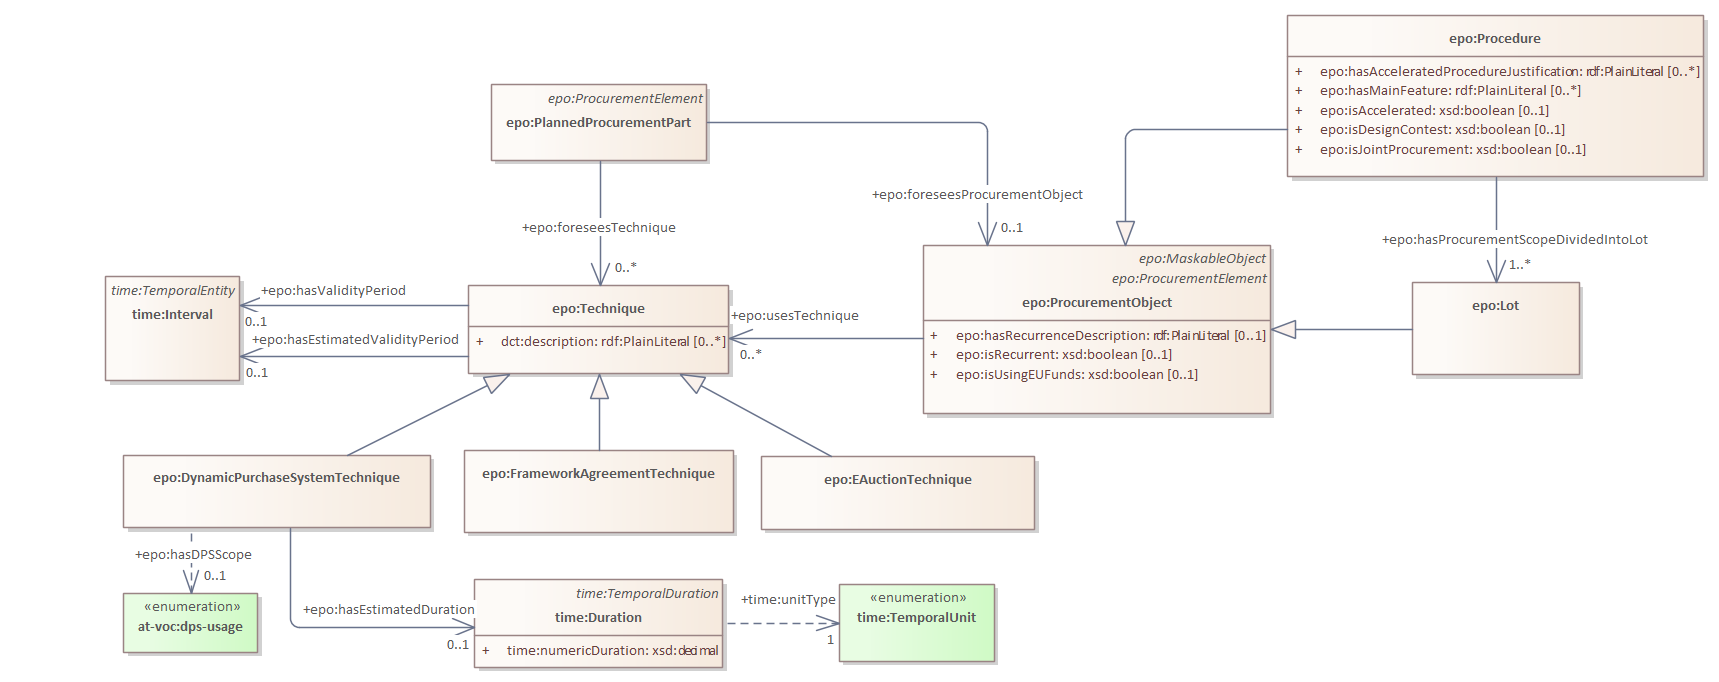 epo:Procedure
+ epo:hasAcceleratedProcedureJustification: rdf:PlainLiteral [0..*]
+ epo:hasMainFeature: rdf:PlainLiteral [0..*]
+ epo:isAccelerated: xsd:boolean [0..1]
+ epo:isDesignContest: xsd:boolean [0..1]
+ epo:isJointProcurement: xsd:boolean [0..1]
epo:ProcurementElement
epo:PlannedProcurementPart
+epo:foreseesProcurementObject
0..1
+epo:foreseesTechnique
0..*
+epo:hasProcurementScopeDividedIntoLot
1..*
time:TemporalEntity
time:Interval
+epo:hasValidityPeriod
0..1
+epo:hasEstimatedValidityPeriod
0..1
epo:Technique
+ dct:description: rdf:PlainLiteral [0..*]
+epo:usesTechnique
0..*
epo:MaskableObject
epo:ProcurementElement
epo:ProcurementObject
+ epo:hasRecurrenceDescription: rdf:PlainLiteral [0..1]
+ epo:isRecurrent: xsd:boolean [0..1]
+ epo:isUsingEUFunds: xsd:boolean [0..1]
epo:Lot
epo:DynamicPurchaseSystemTechnique
epo:FrameworkAgreementTechnique
epo:EAuctionTechnique
+epo:hasDPSScope
0..1
«enumeration»
at-voc:dps-usage
+epo:hasEstimatedDuration
0..1
time:TemporalDuration
time:Duration
+ time:numericDuration: xsd:decimal
+time:unitType
1
«enumeration»
time:TemporalUnit